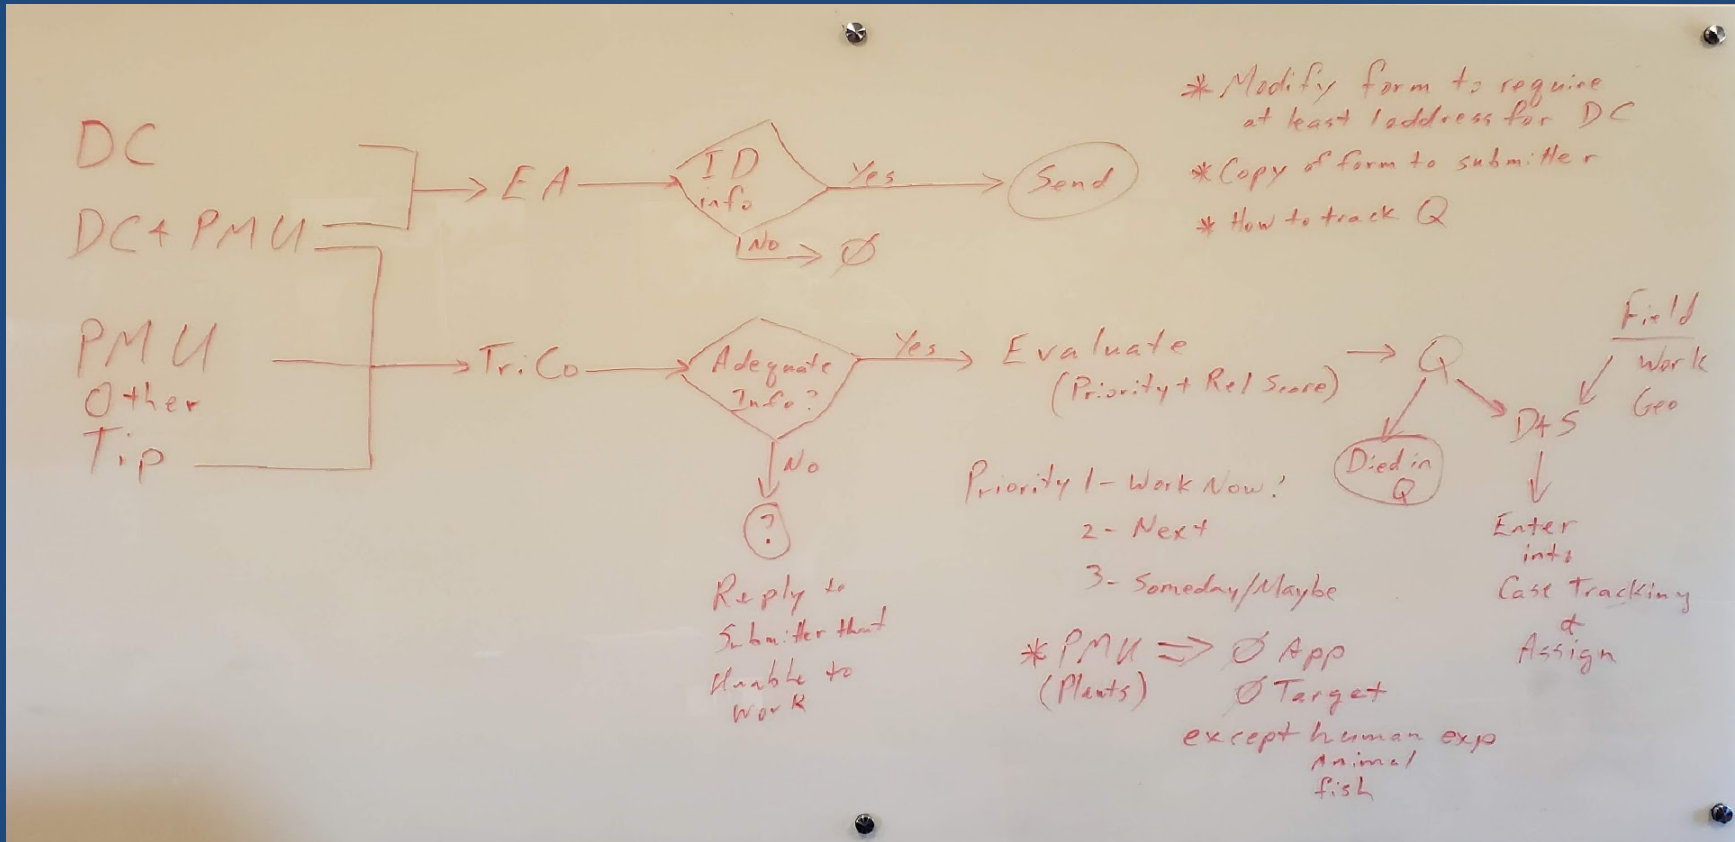 DC
DC + PMU
PMU
Other
Tip
EA
ID
info
Yes
Send
No
Ø
Tri Co
Adequate
Info?
Yes
No
?
Reply to
Submitter that
Unable to
Work
Evaluate
(Priority + Rel Score)
Q
Died in
Q
D+S
Field
Work
Geo
Enter
into
Case Tracking
&
Assign
Priority 1 - Work Now!
2 - Next
3 - Someday/Maybe
* PMU ⇒ Ø App
(Plants) Ø Target
except human exp
Animal
fish
* Modify form to require
at least 1 address for DC
* Copy of form to submitter
* How to track Q